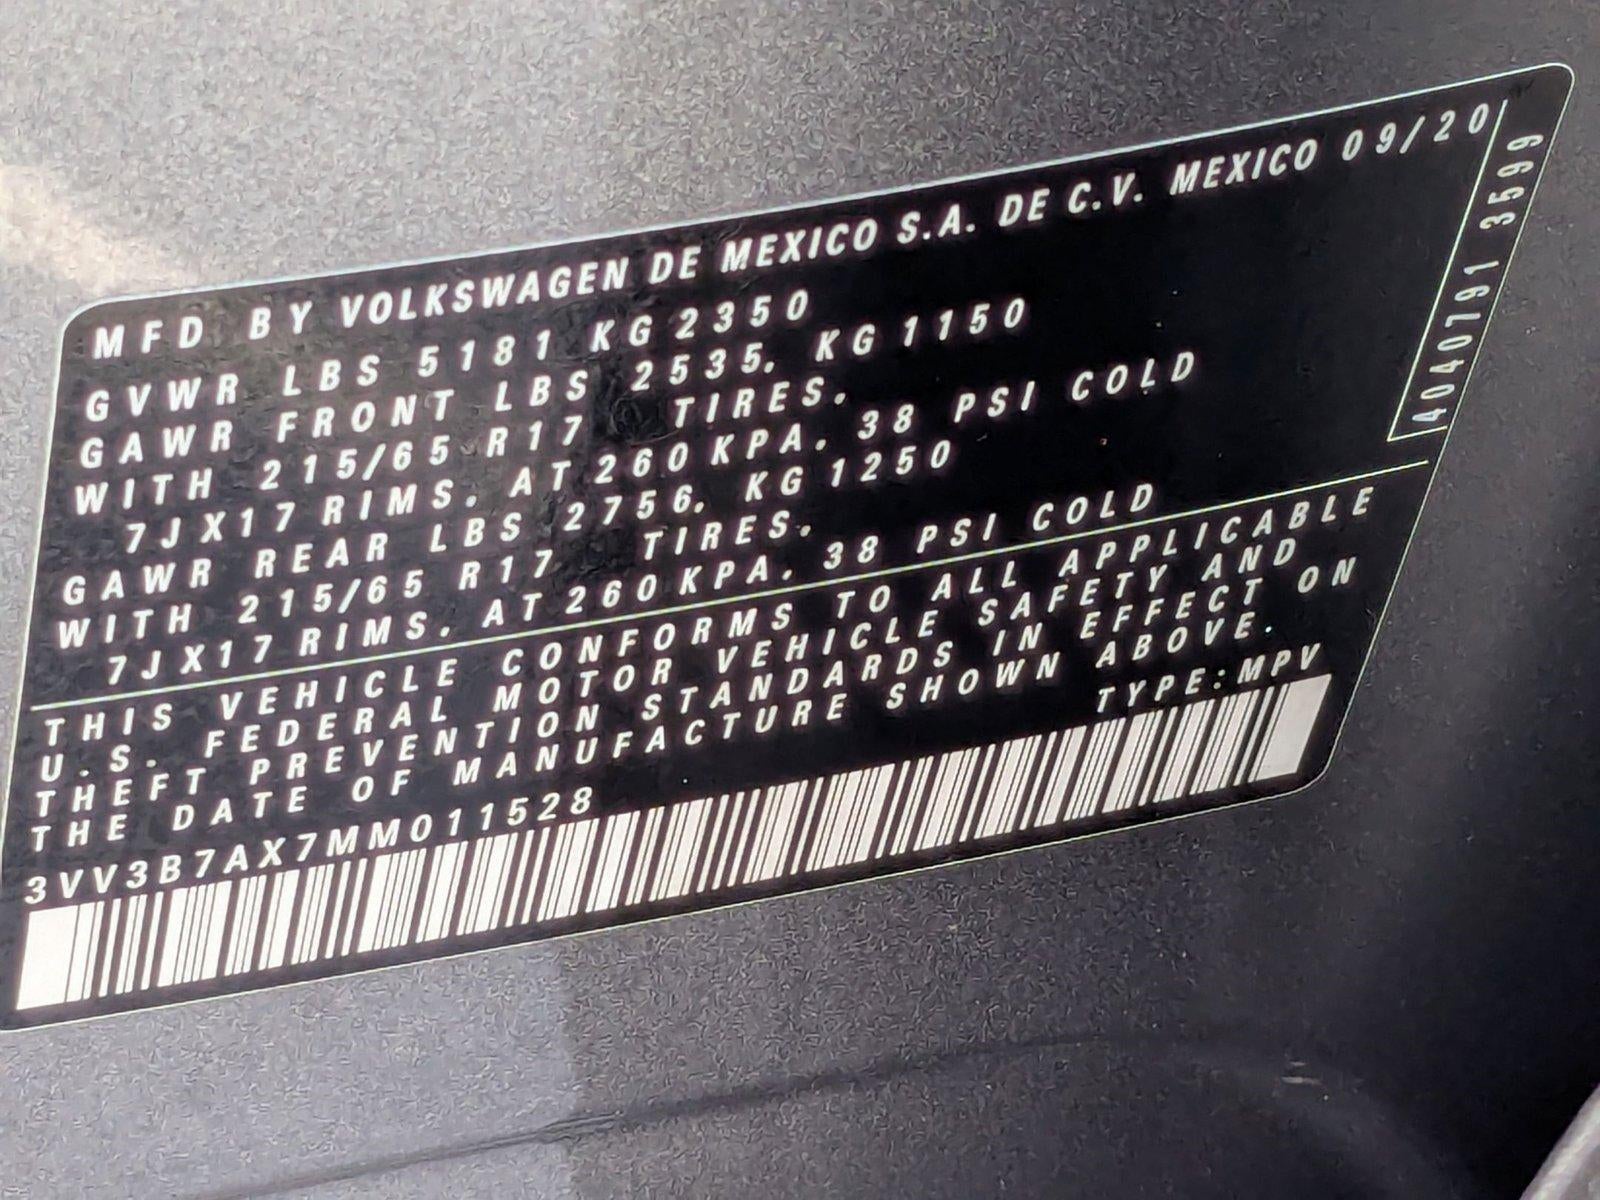 MFD BY VOLKSWAGEN DE MEXICO S.A. DE C.V. MEXICO 09/20
GVWR LBS 5181 KG 2350
GAWR FRONT LBS 2535, KG 1150
WITH 215/65 R17 TIRES,
7JX17 RIMS, AT 260 KPA, 38 PSI COLD
GAWR REAR LBS 2756, KG 1250
WITH 215/65 R17 TIRES,
7JX17 RIMS, AT 260 KPA, 38 PSI COLD
THIS VEHICLE CONFORMS TO ALL APPLICABLE
U.S. FEDERAL MOTOR VEHICLE SAFETY AND
THEFT PREVENTION STANDARDS IN EFFECT ON
THE DATE OF MANUFACTURE SHOWN ABOVE.
3VV3B7AX7MM011528 TYPE: MPV
4040791 3599